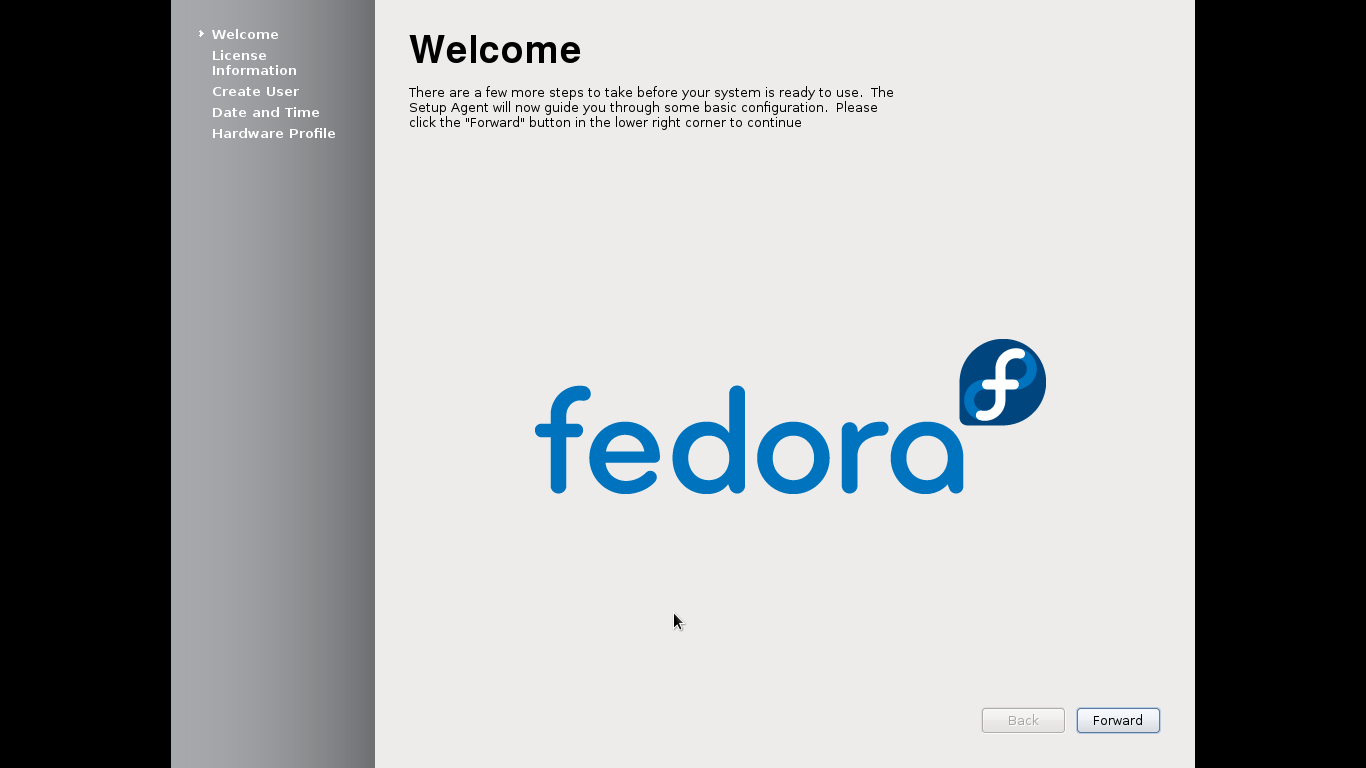 Welcome
License
Information
Create User
Date and Time
Hardware Profile
Welcome
There are a few more steps to take before your system is ready to use.  The
Setup Agent will now guide you through some basic configuration.  Please
click the "Forward" button in the lower right corner to continue
fedora
Back
Forward